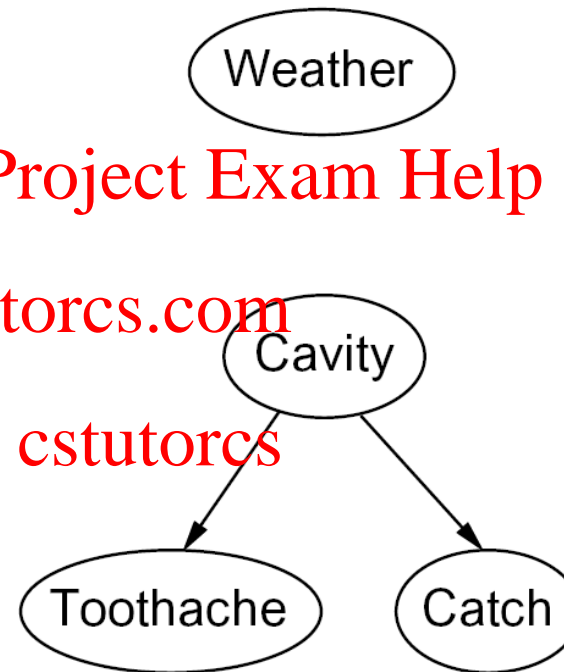 Weather
Project Exam Help
torcs.com
Cavity
cstutorcs
Toothache
Catch